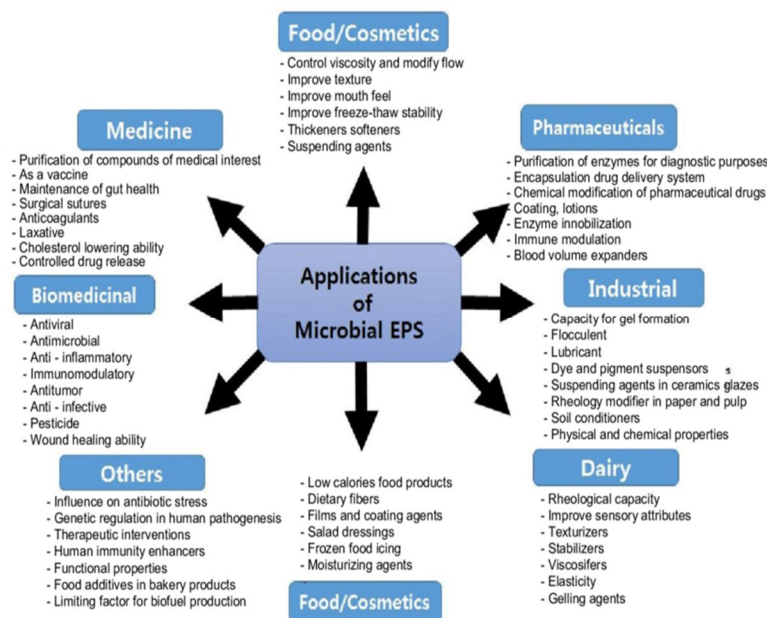 Food/Cosmetics
- Control viscosity and modify flow
- Improve texture
- Improve mouth feel
- Improve freeze-thaw stability
- Thickeners softeners
- Suspending agents
Medicine
- Purification of compounds of medical interest
- As a vaccine
- Maintenance of gut health
- Surgical sutures
- Anticoagulants
- Laxative
- Cholesterol lowering ability
- Controlled drug release
Pharmaceuticals
- Purification of enzymes for diagnostic purposes
- Encapsulation drug delivery system
- Chemical modification of pharmaceutical drugs
- Coating, lotions
- Enzyme innobilization
- Immune modulation
- Blood volume expanders
Applications
of
Microbial EPS
Biomedicinal
- Antiviral
- Antimicrobial
- Anti - inflammatory
- Immunomodulatory
- Antitumor
- Anti - infective
- Pesticide
- Wound healing ability
Industrial
- Capacity for gel formation
- Flocculent
- Lubricant
- Dye and pigment suspensors s
- Suspending agents in ceramics glazes
- Rheology modifier in paper and pulp
- Soil conditioners
- Physical and chemical properties
Others
- Influence on antibiotic stress
- Genetic regulation in human pathogenesis
- Therapeutic interventions
- Human immunity enhancers
- Functional properties
- Food additives in bakery products
- Limiting factor for biofuel production
- Low calories food products
- Dietary fibers
- Films and coating agents
- Salad dressings
- Frozen food icing
- Moisturizing agents
Food/Cosmetics
Dairy
- Rheological capacity
- Improve sensory attributes
- Texturizers
- Stabilizers
- Viscosifers
- Elasticity
- Gelling agents